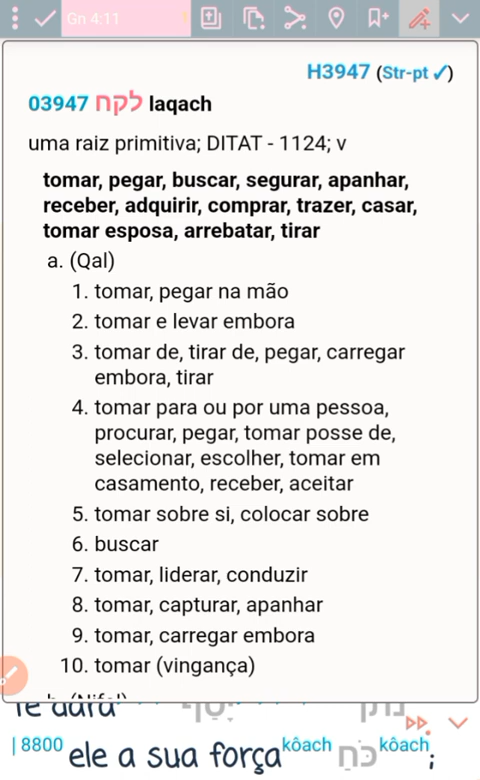 Gn 4:11
H3947 (Str-pt ✓)
03947 לקח laqach
uma raiz primitiva; DITAT - 1124; v
tomar, pegar, buscar, segurar, apanhar,
receber, adquirir, comprar, trazer, casar,
tomar esposa, arrebatar, tirar
a. (Qal)
1. tomar, pegar na mão
2. tomar e levar embora
3. tomar de, tirar de, pegar, carregar
embora, tirar
4. tomar para ou por uma pessoa,
procurar, pegar, tomar posse de,
selecionar, escolher, tomar em
casamento, receber, aceitar
5. tomar sobre si, colocar sobre
6. buscar
7. tomar, liderar, conduzir
8. tomar, capturar, apanhar
9. tomar, carregar embora
10. tomar (vingança)
|8800 ele a sua força kôach כֹּחַ kôach;